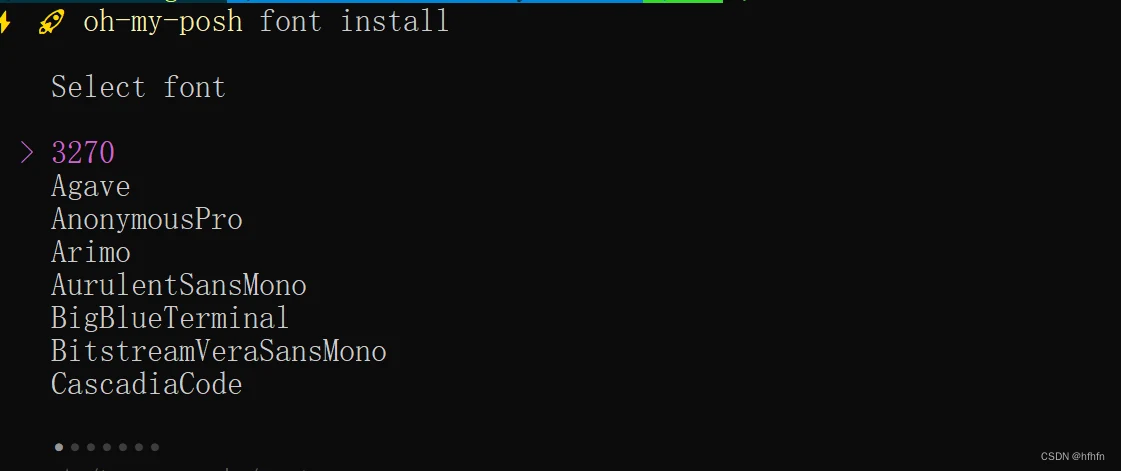 oh-my-posh font install
Select font
> 3270
Agave
AnonymousPro
Arimo
AurulentSansMono
BigBlueTerminal
BitstreamVeraSansMono
CascadiaCode
CSDN @hfhfn